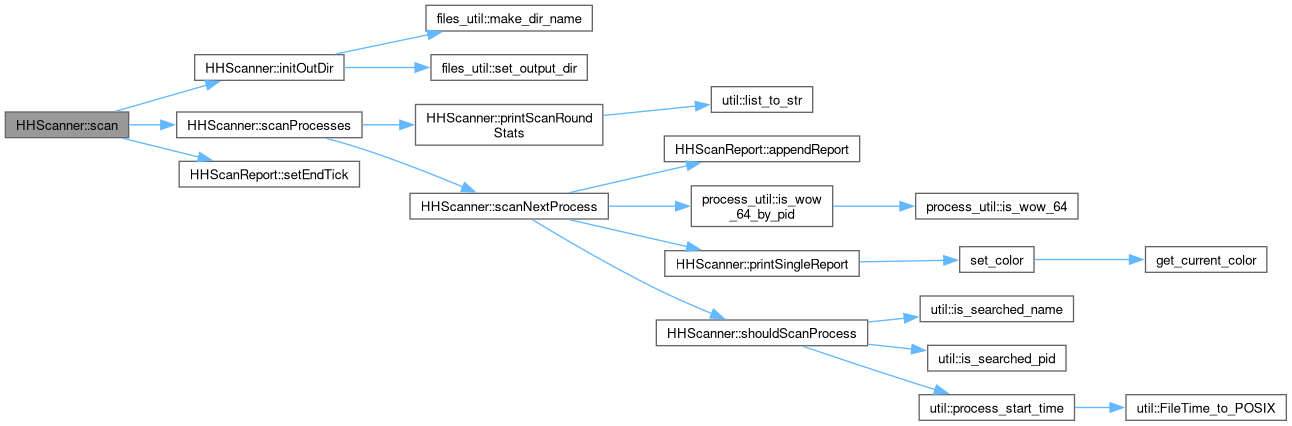 files_util::make_dir_name
HHScanner::initOutDir
files_util::set_output_dir
util::list_to_str
HHScanner::scan
HHScanner::scanProcesses
HHScanner::printScanRound
Stats
HHScanReport::appendReport
HHScanReport::setEndTick
HHScanner::scanNextProcess
process_util::is_wow
_64_by_pid
process_util::is_wow_64
HHScanner::printSingleReport
set_color
get_current_color
util::is_searched_name
HHScanner::shouldScanProcess
util::is_searched_pid
util::process_start_time
util::FileTime_to_POSIX